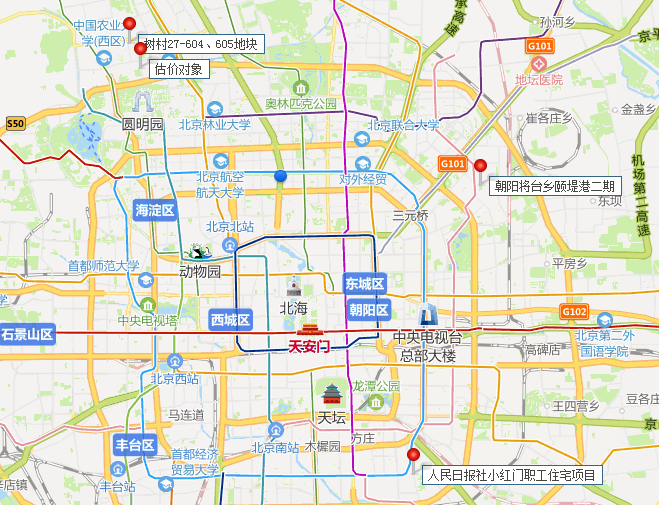 中国农业大
学(西区)
树村27-604、605地块
估价对象
承高速
孙河乡
G101
京平
地坛医院
S50
圆明园
奥林匹克公园
北京林业大学
北京联合大学
崔各庄乡
金盏乡
机场第二高速
北京航空
航天大学
对外经贸
G101
朝阳将台乡颐堤港二期
东坝
海淀区
三元桥
北京北站
首都师范大学
动物园
平房乡
东城区
北海
朝阳区
中央电视塔
西城区
G102
石景山区
天安门
中央电视台
总部大楼
北京第二外
国语学院
高碑店
北京西站
龙潭公园
天坛
马连道
王四营乡
豆各庄
丰台区
北京南站
木樨园
方庄
首都经济
贸易大学
丰台站
辛店镇
人民日报社小红门职工住宅项目